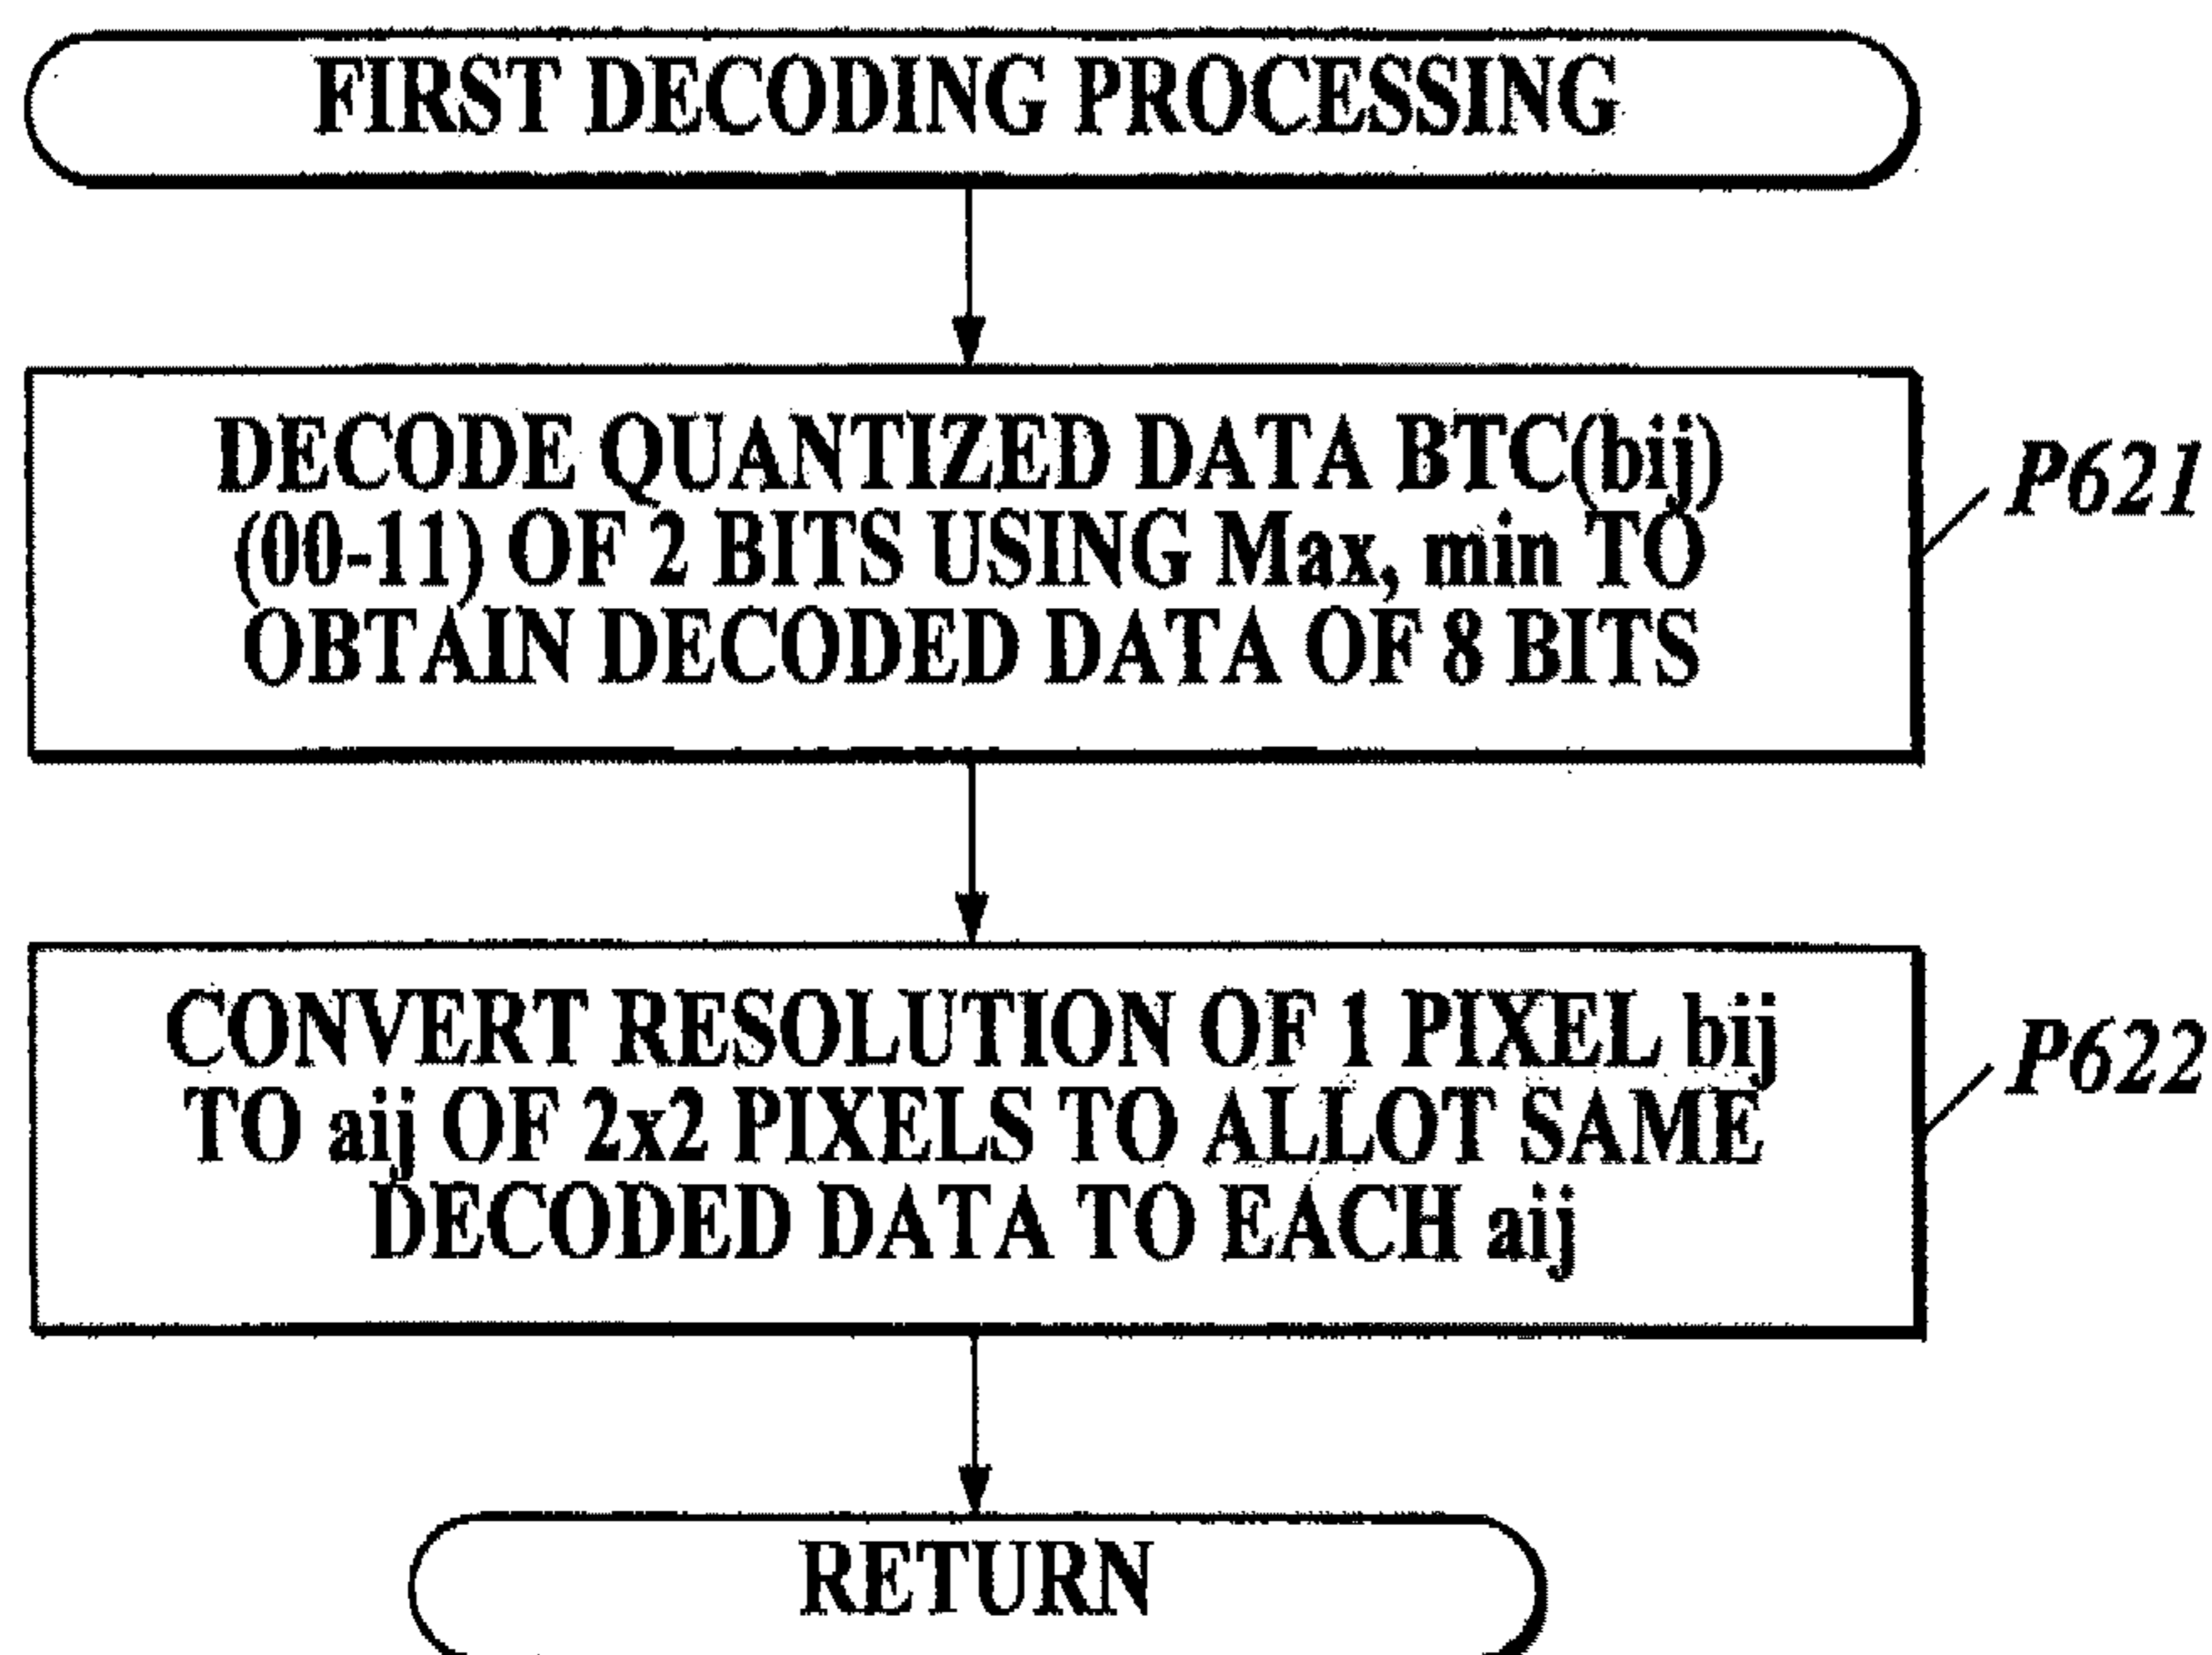 FIRST DECODING PROCESSING
DECODE QUANTIZED DATA BTC(bij)
(00-11) OF 2 BITS USING Max, min TO
OBTAIN DECODED DATA OF 8 BITS
P621
CONVERT RESOLUTION OF 1 PIXEL bij
TO aij OF 2x2 PIXELS TO ALLOT SAME
DECODED DATA TO EACH aij
P622
RETURN